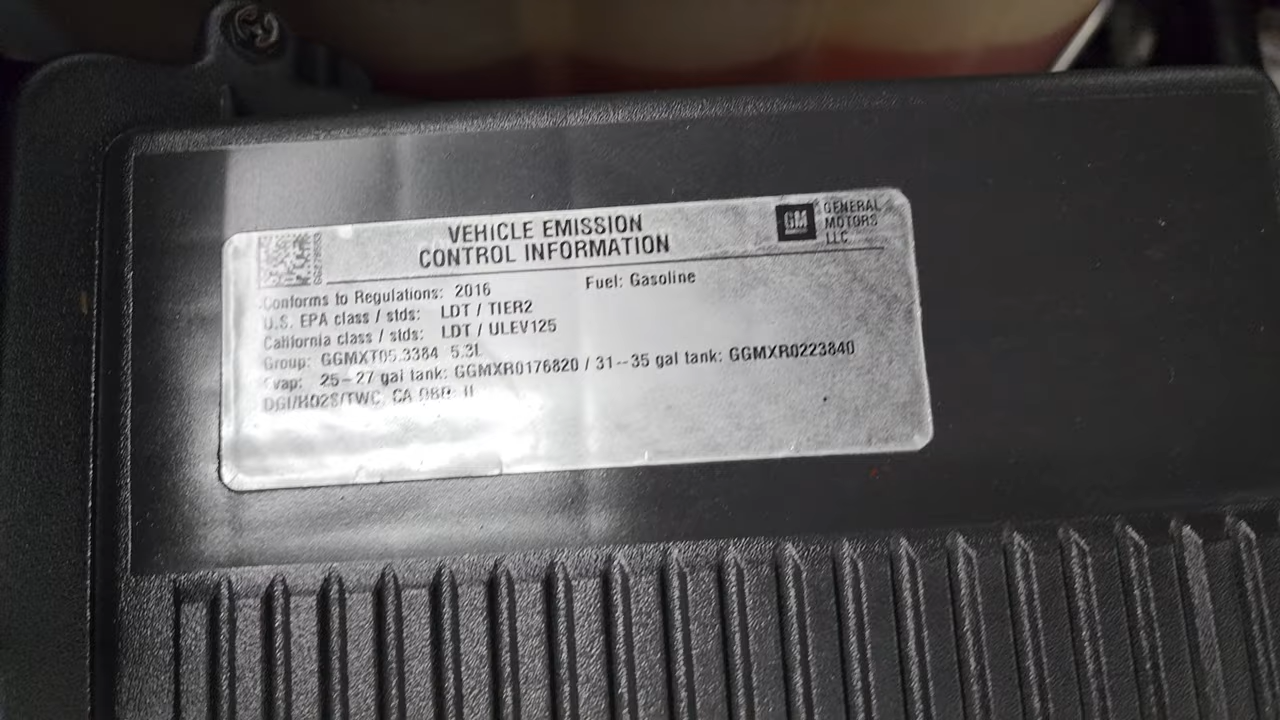 VEHICLE EMISSION
CONTROL INFORMATION
GM
GENERAL
MOTORS
LLC
Conforms to Regulations: 2016
Fuel: Gasoline
U.S. EPA class / stds: LDT / TIER2
California class / stds: LDT / ULEV125
Group: GGMXT05.3384 5.3L
Evap: 25-27 gal tank: GGMXR0176820 / 31--35 gal tank: GGMXR0223840
DGI/HO2S/TWC, CA OBD II